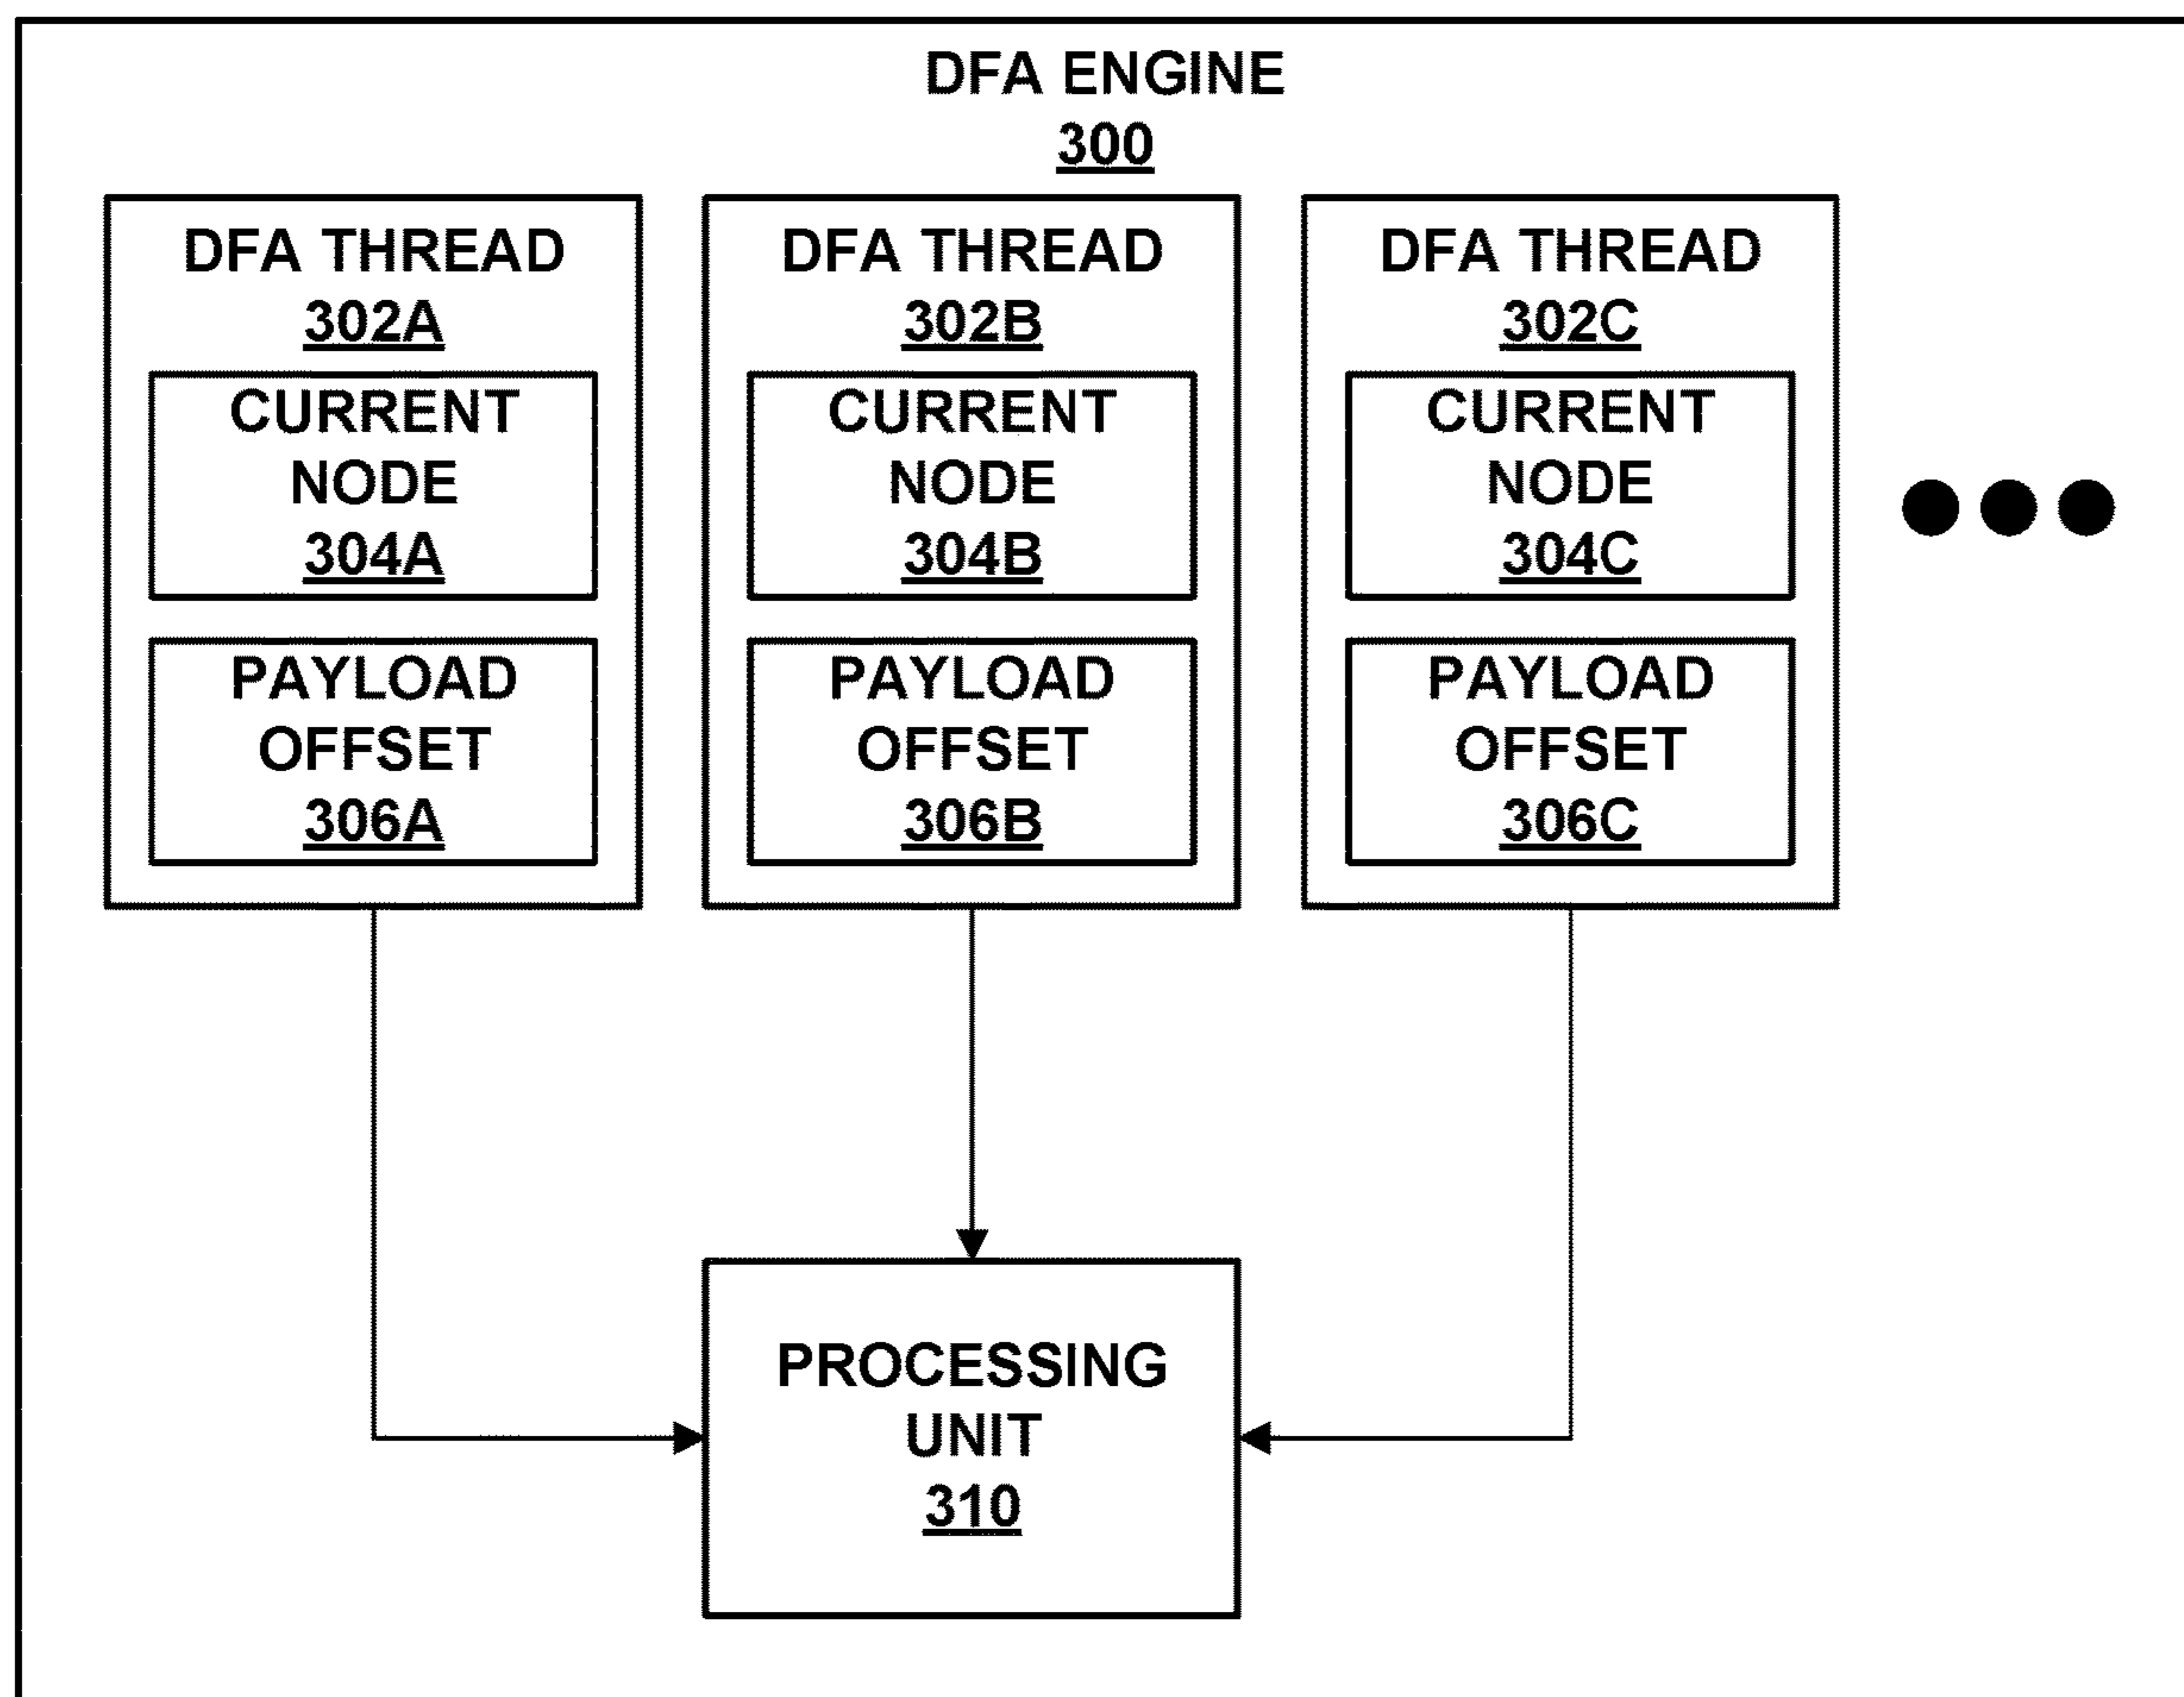 DFA ENGINE
300
DFA THREAD
302A
CURRENT
NODE
304A
PAYLOAD
OFFSET
306A
DFA THREAD
302B
CURRENT
NODE
304B
PAYLOAD
OFFSET
306B
DFA THREAD
302C
CURRENT
NODE
304C
PAYLOAD
OFFSET
306C
PROCESSING
UNIT
310